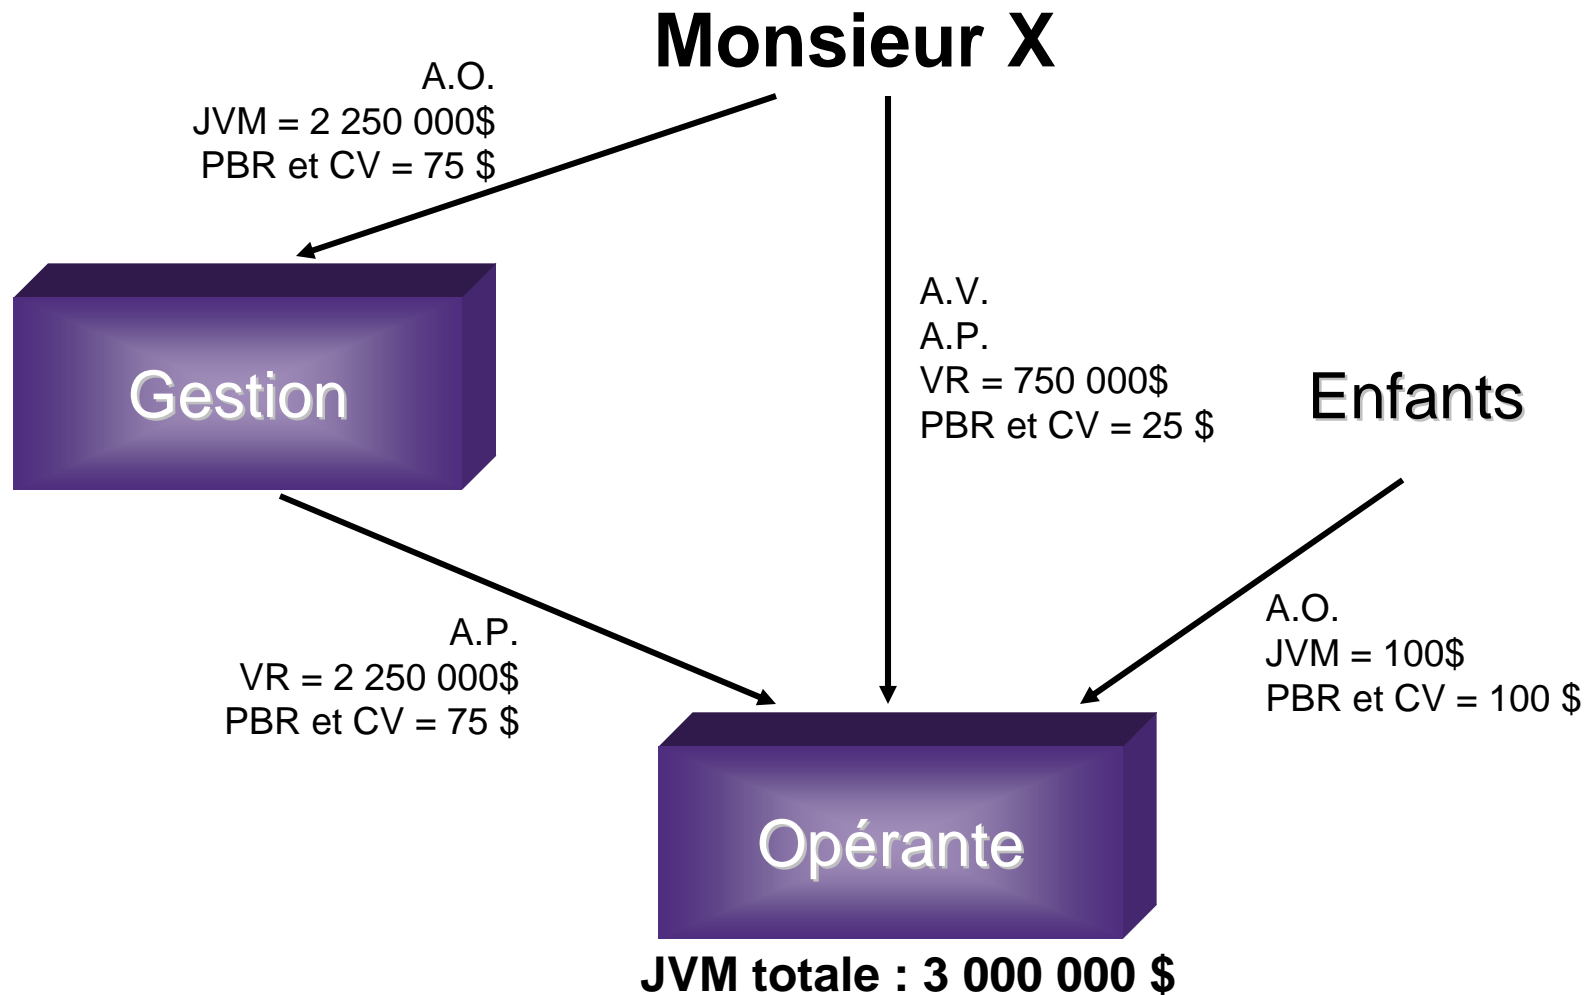 Monsieur X
A.O.
JVM = 2 250 000$
PBR et CV = 75 $
Gestion
A.V.
A.P.
VR = 750 000$
PBR et CV = 25 $
Enfants
A.P.
VR = 2 250 000$
PBR et CV = 75 $
A.O.
JVM = 100$
PBR et CV = 100 $
Opérante
JVM totale : 3 000 000 $